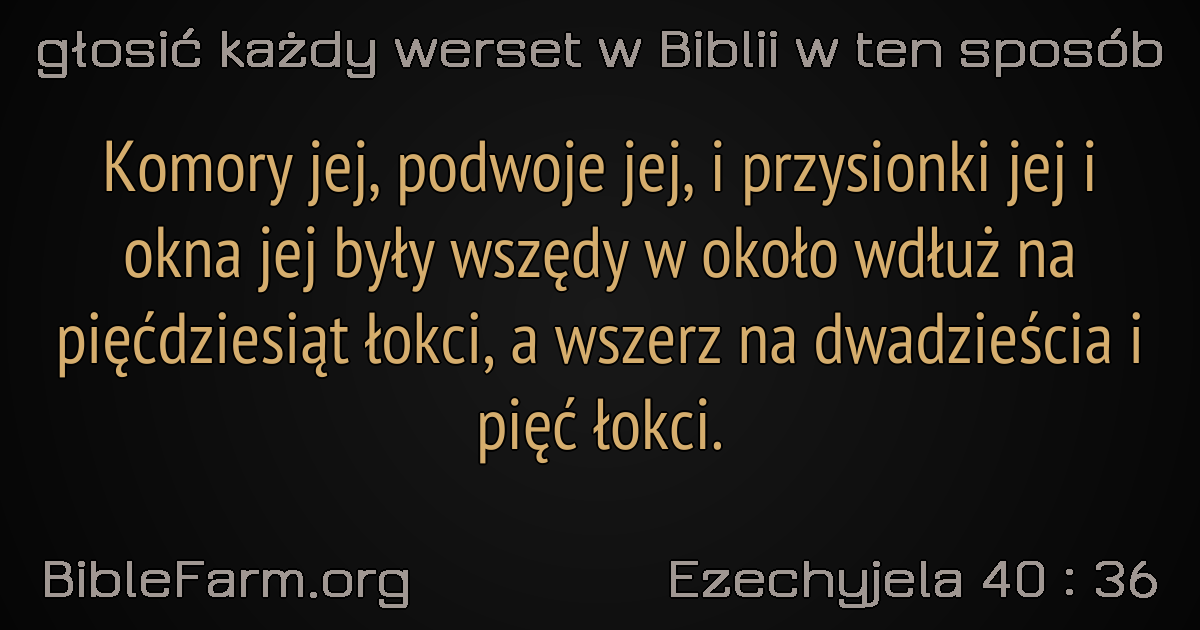 głosić każdy werset w Biblii w ten sposób
Komory jej, podwoje jej, i przysionki jej i
okna jej były wszędy w około wdłuż na
pięćdziesiąt łokci, a wszerz na dwadzieścia i
pięć łokci.
BibleFarm.org
Ezechyjela 40 : 36